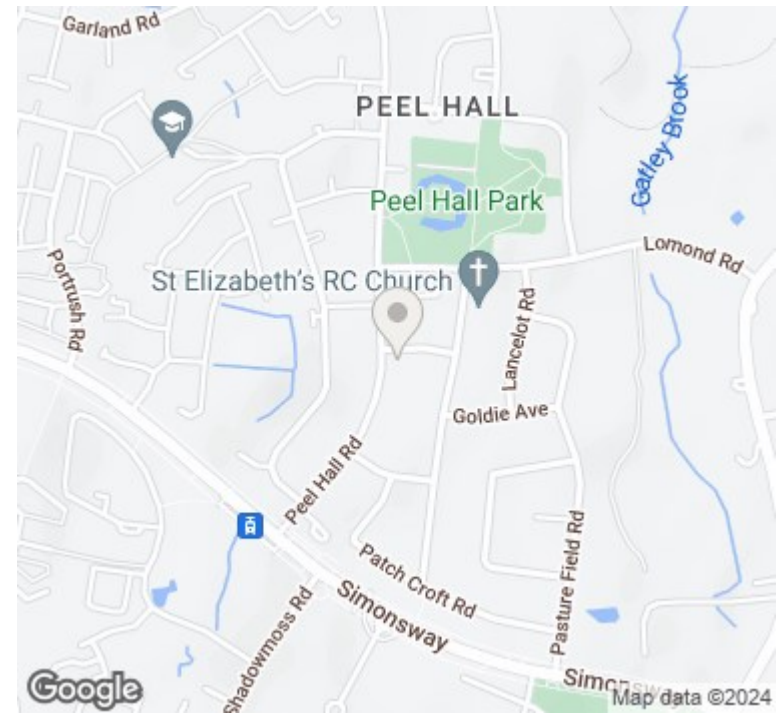 Garland Rd
PEEL HALL
Gatley Brook
Peel Hall Park
Lomond Rd
St Elizabeth's RC Church
Portrush Rd
Lancelot Rd
Goldie Ave
Peel Hall Rd
Patch Croft Rd
Pasture Field Rd
Simonsway
Shadowmoss Rd
Simonsway
Google
Map data ©2024